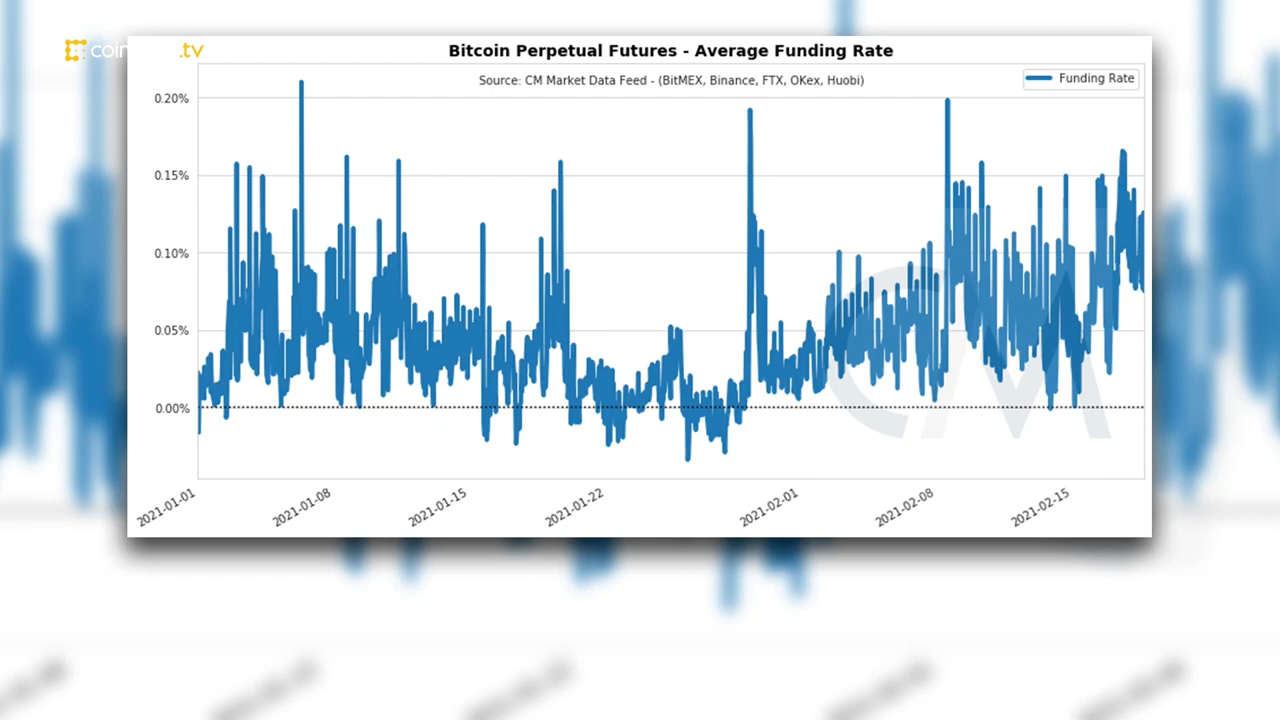 coin .tv
Bitcoin Perpetual Futures - Average Funding Rate
Source: CM Market Data Feed - (BitMEX, Binance, FTX, OKex, Huobi)
Funding Rate
0.20%
0.15%
0.10%
0.05%
0.00%
CM
2021-01-01
2021-01-08
2021-01-15
2021-01-22
2021-02-01
2021-02-08
2021-02-15